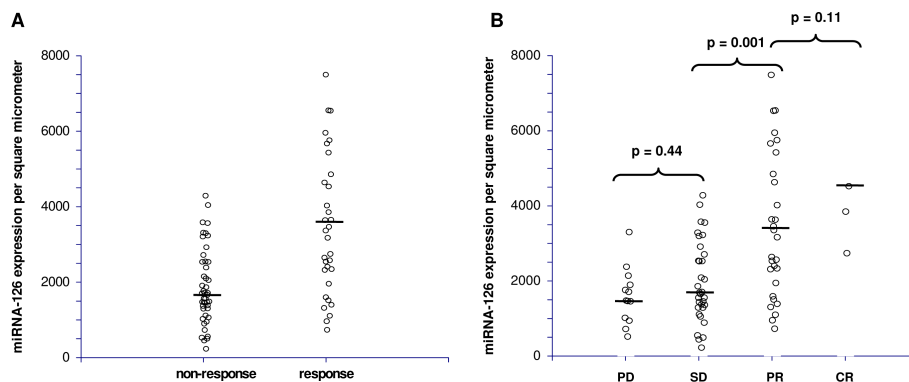 A
miRNA-126 expression per square micrometer
8000
6000
4000
2000
0
non-response
response
B
miRNA-126 expression per square micrometer
8000
6000
4000
2000
0
p = 0.44
p = 0.001
p = 0.11
PD
SD
PR
CR